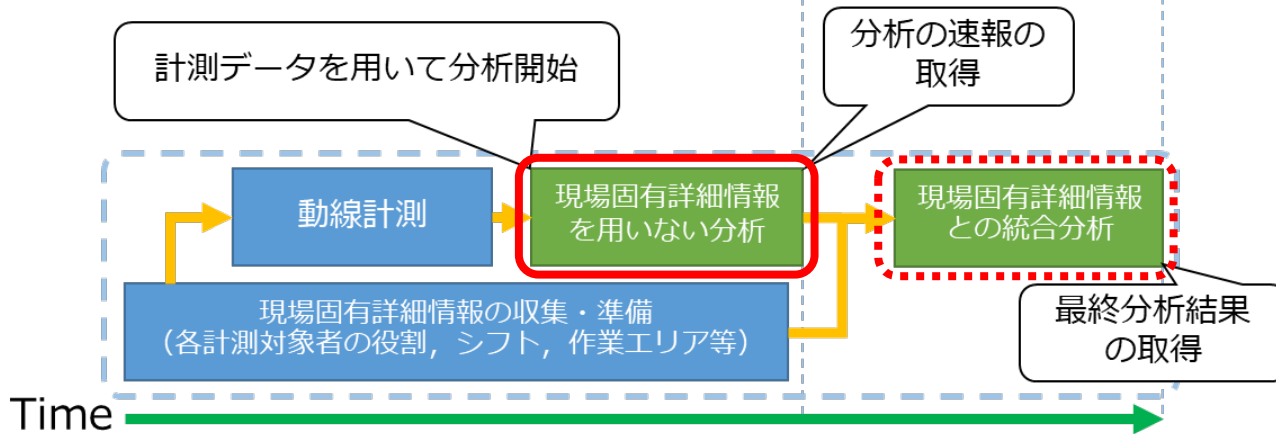 計測データを用いて分析開始
分析の速報の
取得
動線計測
現場固有詳細情報
を用いない分析
現場固有詳細情報
との統合分析
現場固有詳細情報の収集・準備
（各計測対象者の役割，シフト，作業エリア等）
最終分析結果
の取得
Time